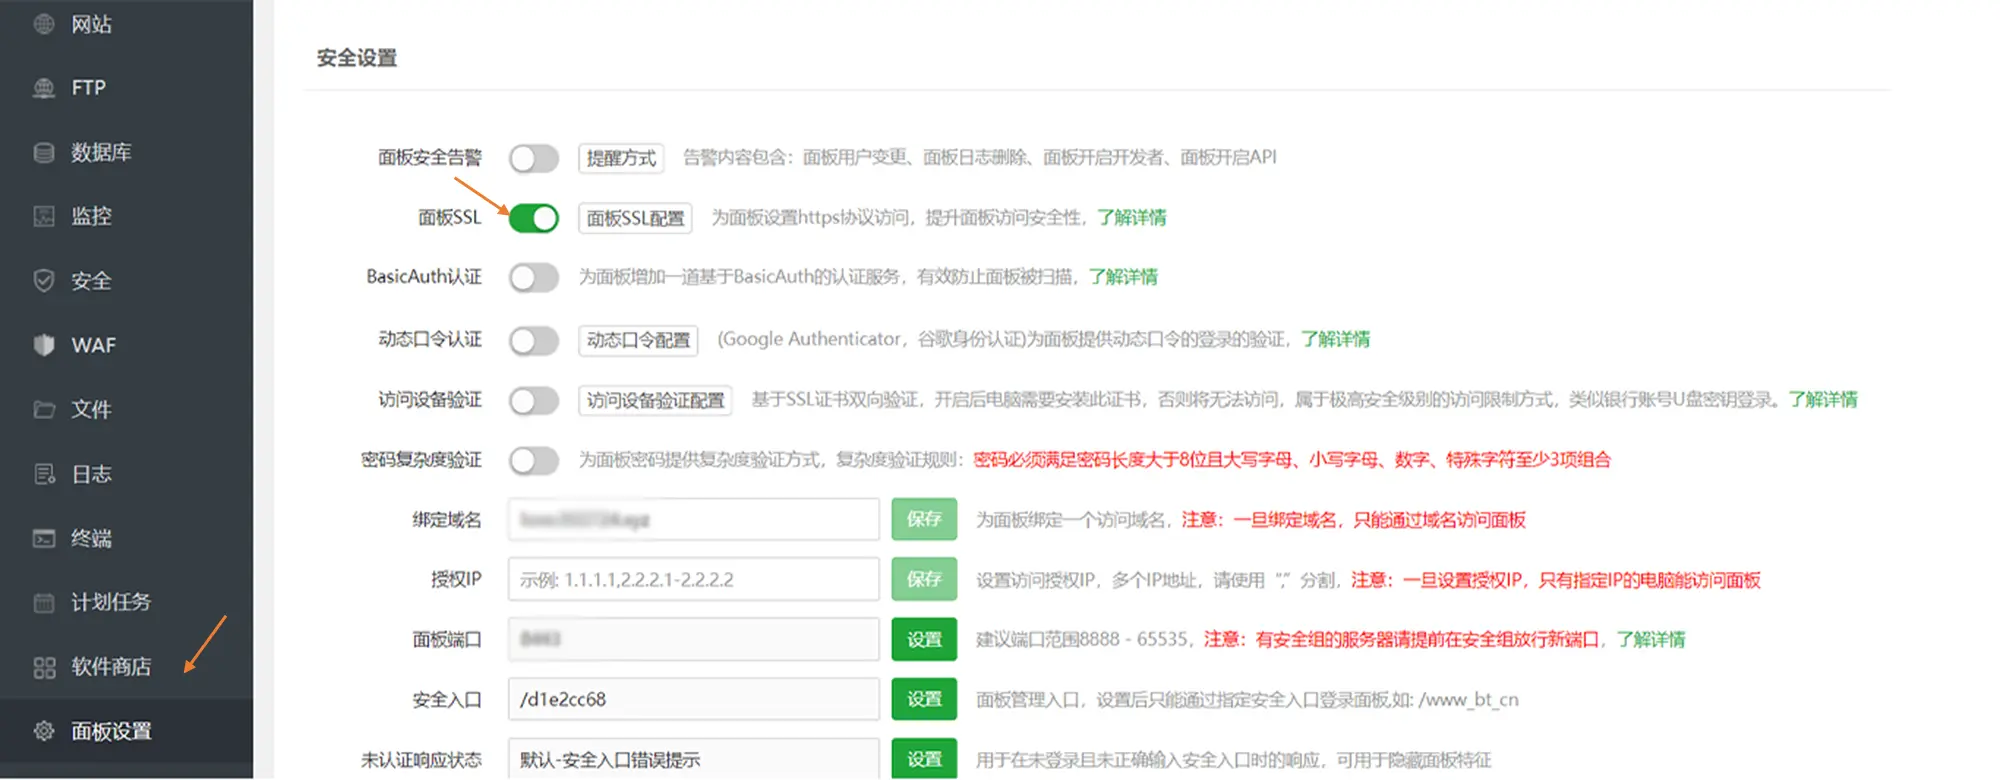 网站
FTP
数据库
监控
安全
WAF
文件
日志
终端
计划任务
软件商店
面板设置
安全设置
面板安全告警 提醒方式 告警内容包含：面板用户变更、面板日志删除、面板开启开发者、面板开启API
面板SSL 面板SSL配置 为面板设置https协议访问，提升面板访问安全性，了解详情
BasicAuth认证 为面板增加一道基于BasicAuth的认证服务，有效防止面板被扫描，了解详情
动态口令认证 动态口令配置 (Google Authenticator，谷歌身份认证)为面板提供动态口令的登录的验证，了解详情
访问设备验证 访问设备验证配置 基于SSL证书双向验证，开启后电脑需要安装此证书，否则将无法访问，属于极高安全级别的访问限制方式，类似银行账号U盘密钥登录。了解详情
密码复杂度验证 为面板密码提供复杂度验证方式，复杂度验证规则：密码必须满足密码长度大于8位且大写字母、小写字母、数字、特殊字符至少3项组合
绑定域名 保存 为面板绑定一个访问域名，注意：一旦绑定域名，只能通过域名访问面板
授权IP 示例: 1.1.1.1,2.2.2.1-2.2.2.2 保存 设置访问授权IP，多个IP地址，请使用 “,” 分割，注意：一旦设置授权IP，只有指定IP的电脑能访问面板
面板端口 设置 建议端口范围8888 - 65535，注意：有安全组的服务器请提前在安全组放行新端口，了解详情
安全入口 /d1e2cc68 设置 面板管理入口，设置后只能通过指定安全入口登录面板,如: /www_bt_cn
未认证响应状态 默认-安全入口错误提示 设置 用于在未登录且未正确输入安全入口时的响应，可用于隐藏面板特征